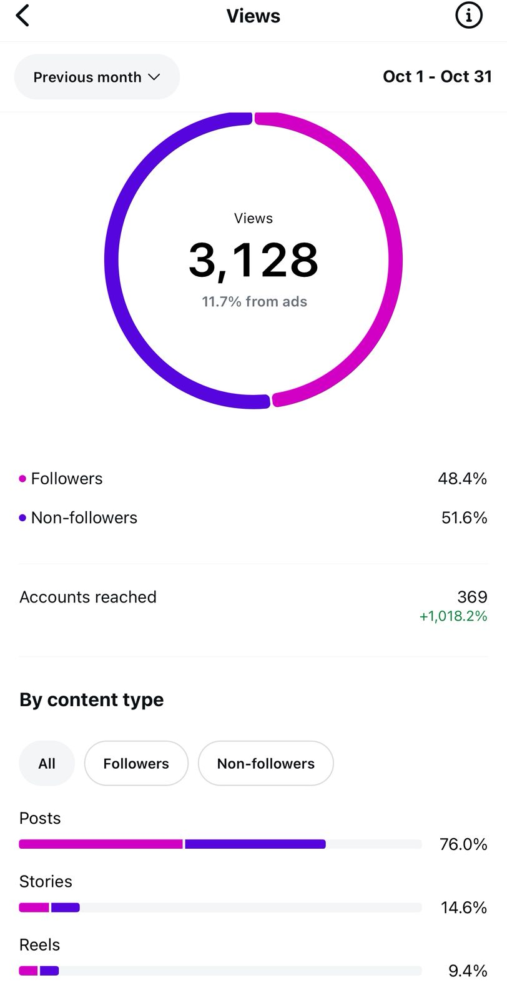 Views
Previous month
Oct 1 - Oct 31
Views
3,128
11.7% from ads
Followers 48.4%
Non-followers 51.6%
Accounts reached 369
+1,018.2%
By content type
All Followers Non-followers
Posts
76.0%
Stories
14.6%
Reels
9.4%